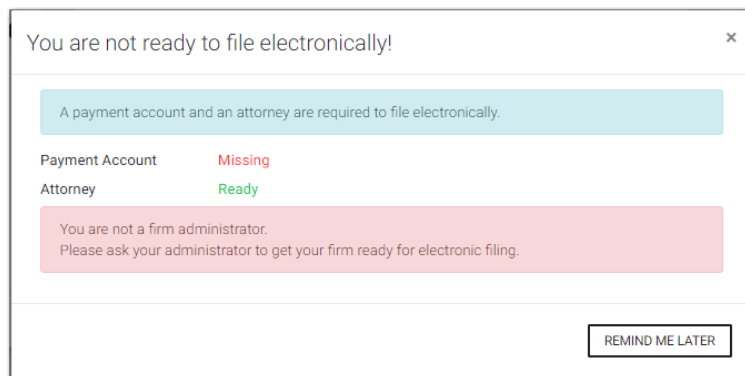 You are not ready to file electronically!
×
A payment account and an attorney are required to file electronically.
Payment Account Missing
Attorney Ready
You are not a firm administrator.
Please ask your administrator to get your firm ready for electronic filing.
REMIND ME LATER